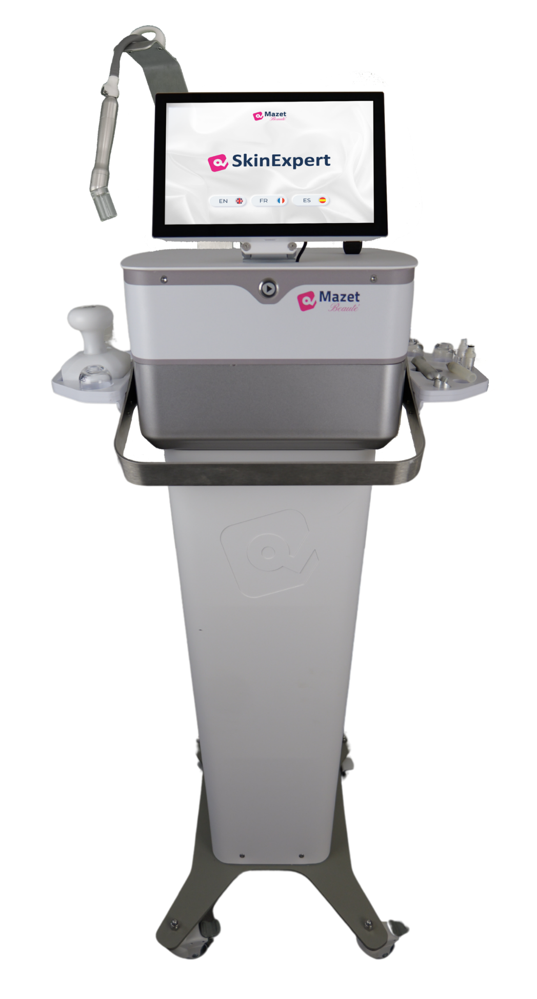 Mazet
Beauté
SkinExpert
EN
FR
ES
Mazet
Beauté